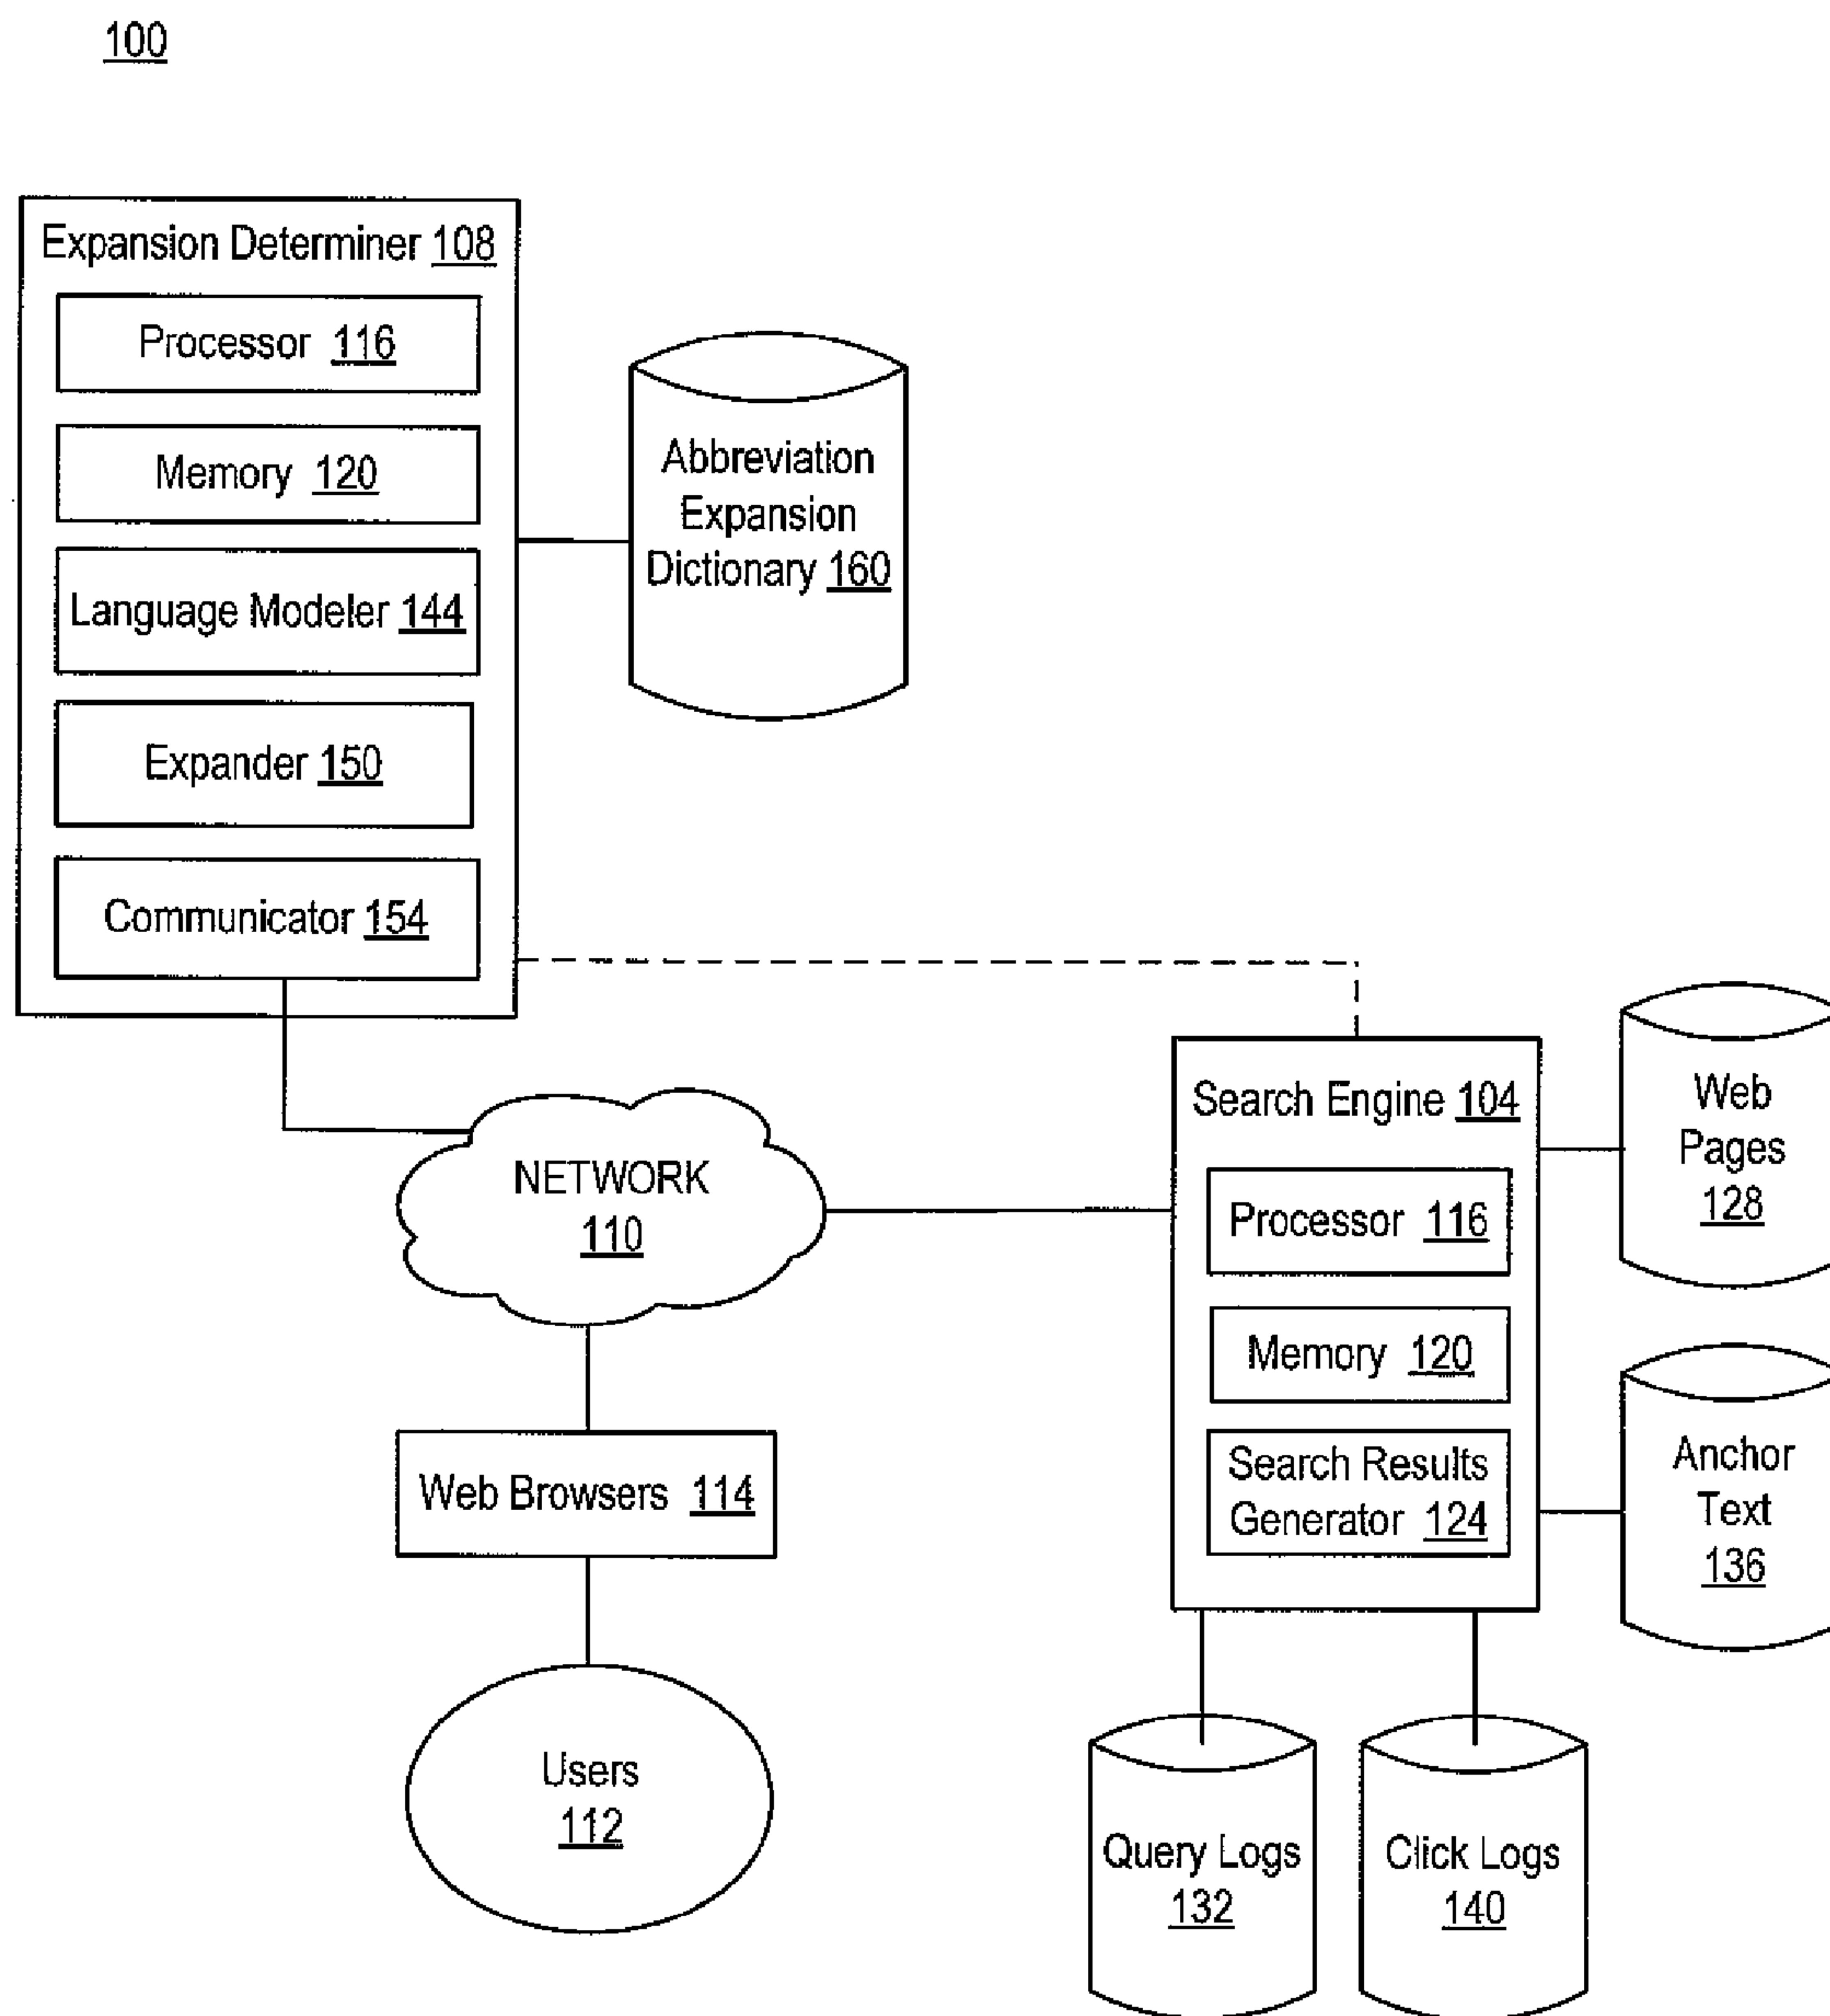 100
Expansion Determiner 108
Processor 116
Memory 120
Language Modeler 144
Expander 150
Communicator 154
Abbreviation
Expansion
Dictionary 160
NETWORK
110
Web Browsers 114
Users
112
Search Engine 104
Processor 116
Memory 120
Search Results
Generator 124
Web
Pages
128
Anchor
Text
136
Query Logs
132
Click Logs
140